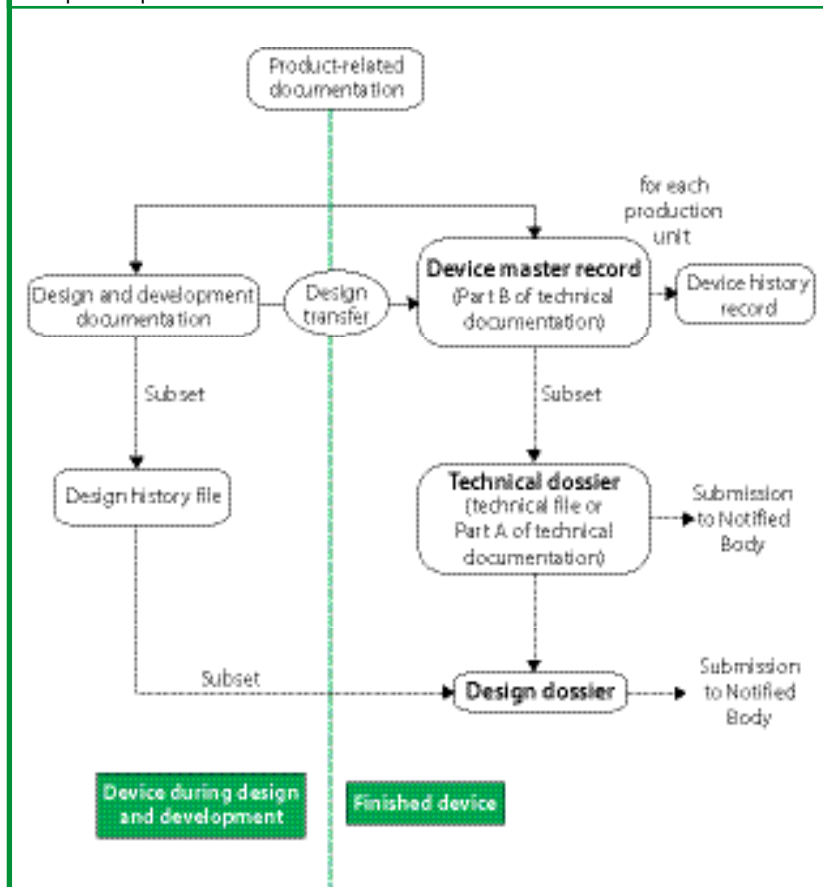 Product-related
documentation
for each
production
unit
Device master record
(Part B of technical
documentation)
Device history
record
Design and development
documentation
Design
transfer
Subset
Subset
Design history file
Technical dossier
(technical file or
Part A of technical
documentation)
Submission
to Notified
Body
Subset
Design dossier
Submission
to Notified
Body
Device during design
and development
Finished device